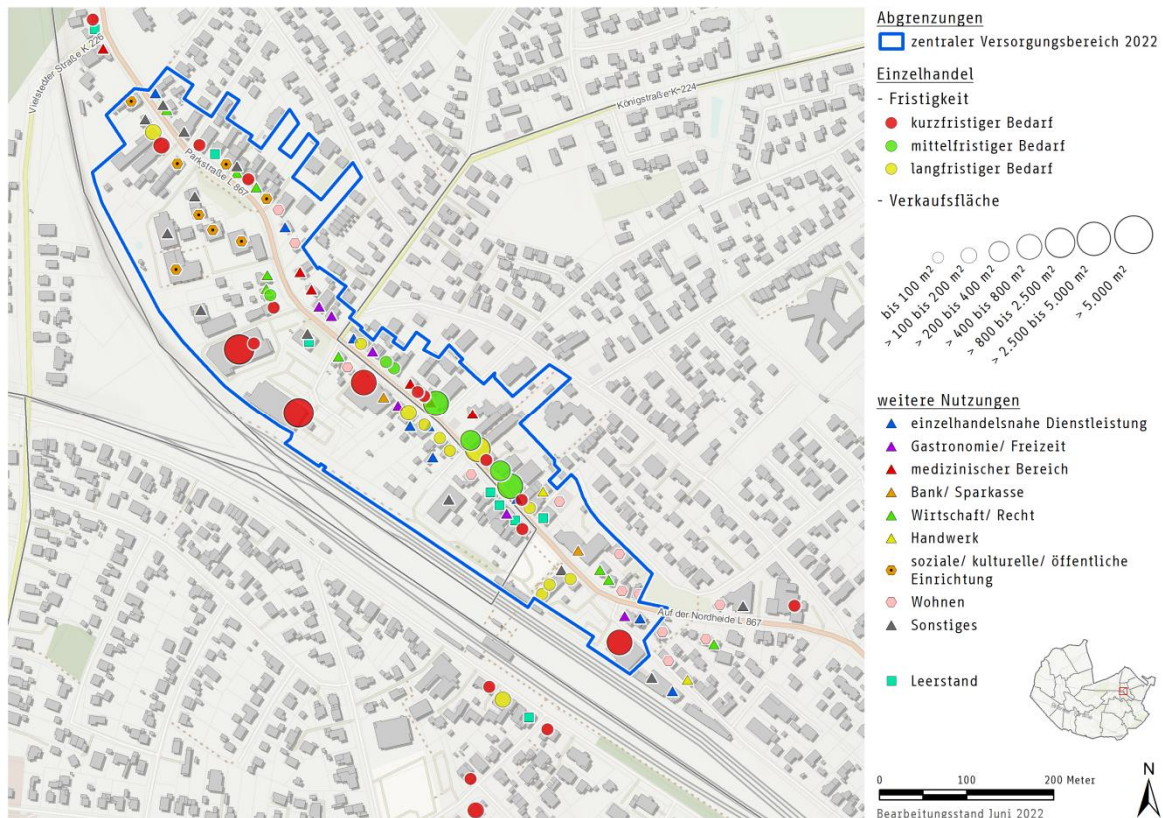 Vielstedter Straße K 226
Königstraße K-224
Parkstraße L 867
Auf der Nordheide L 867
Abgrenzungen
zentraler Versorgungsbereich 2022
Einzelhandel
- Fristigkeit
kurzfristiger Bedarf
mittelfristiger Bedarf
langfristiger Bedarf
- Verkaufsfläche
bis 100 m²
> 100 bis 200 m²
> 200 bis 400 m²
> 400 bis 800 m²
> 800 bis 2.500 m²
> 2.500 bis 5.000 m²
> 5.000 m²
weitere Nutzungen
einzelhandelsnahe Dienstleistung
Gastronomie/ Freizeit
medizinischer Bereich
Bank/ Sparkasse
Wirtschaft/ Recht
Handwerk
soziale/ kulturelle/ öffentliche
Einrichtung
Wohnen
Sonstiges
Leerstand
0 100 200 Meter
Bearbeitungsstand Juni 2022
N